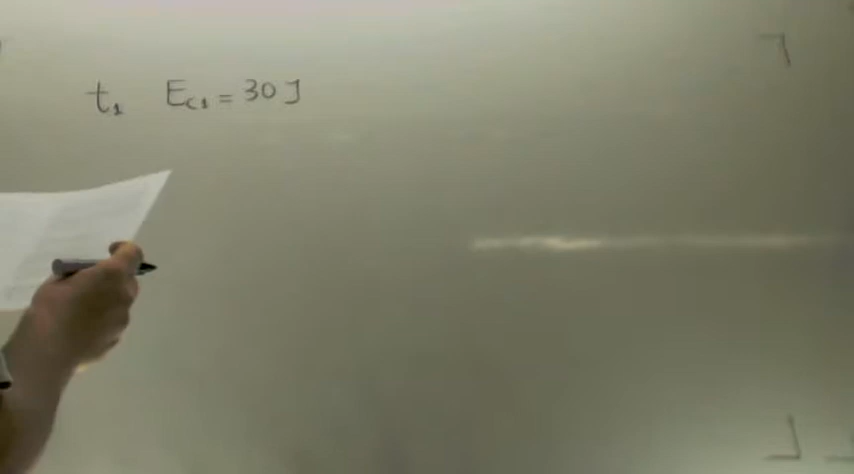 t₁ E_C1 = 30 J